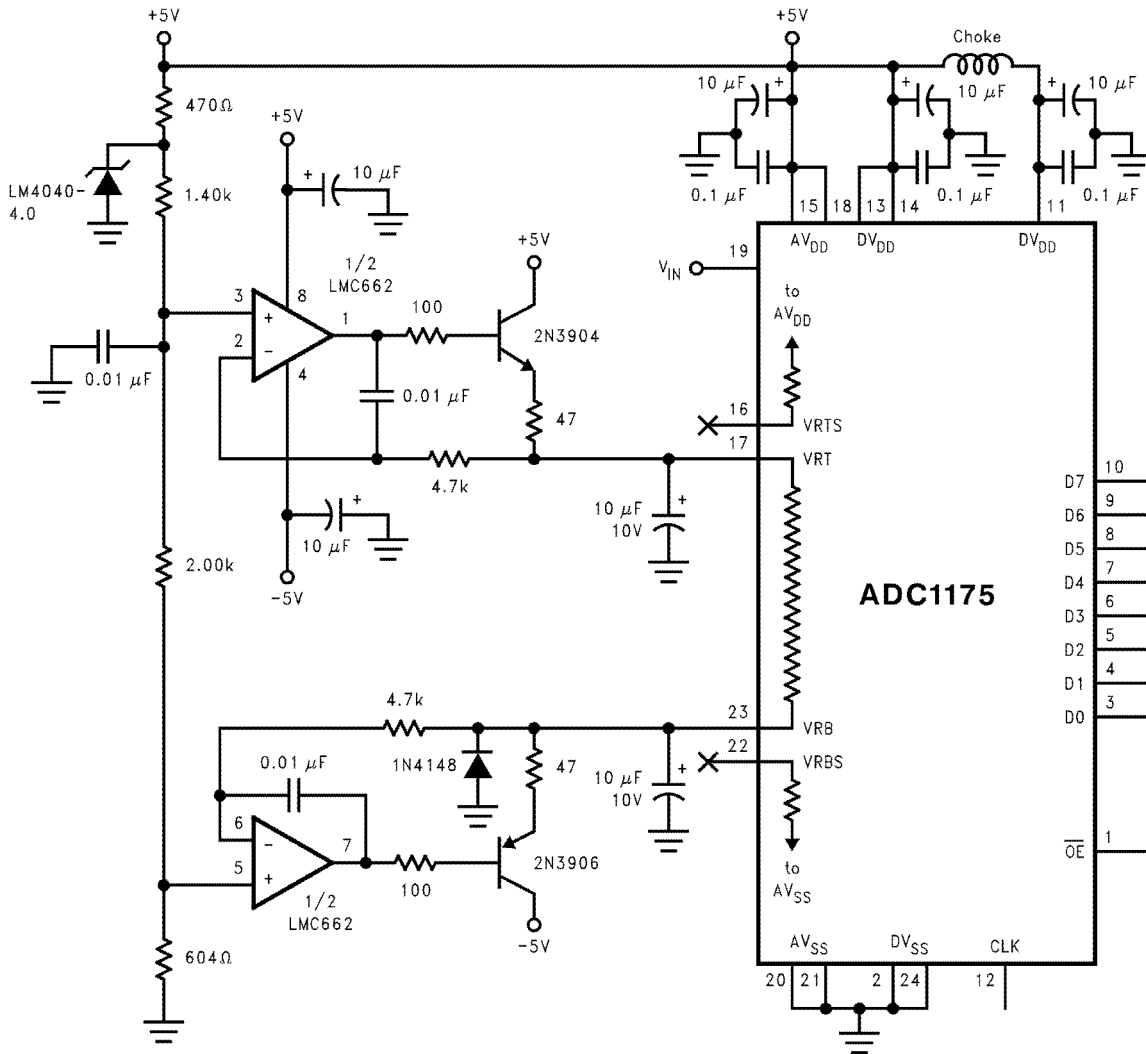 +5V
+5V
Choke
470Ω
+5V
10 µF
+
+
10 µF
+
10 µF
LM4040-
4.0
1.40k
+
10 µF
0.1 µF
0.1 µF
0.1 µF
15
18
13
14
11
AVDD
DVDD
DVDD
+5V
1/2
LMC662
19
VIN
3
8
+
1
100
2N3904
to
AVDD
2
−
4
0.01 µF
0.01 µF
47
16
VRTS
17
VRT
4.7k
10
D7
9
D6
+
10 µF
10V
8
D5
+
10 µF
2.00k
−5V
7
D4
ADC1175
6
D3
5
D2
4
D1
4.7k
23
VRB
3
D0
22
VRBS
0.01 µF
1N4148
47
+
10 µF
10V
6
−
7
5
+
100
2N3906
to
AVSS
OE
1
1/2
LMC662
−5V
604Ω
AVSS
DVSS
CLK
20
21
2
24
12